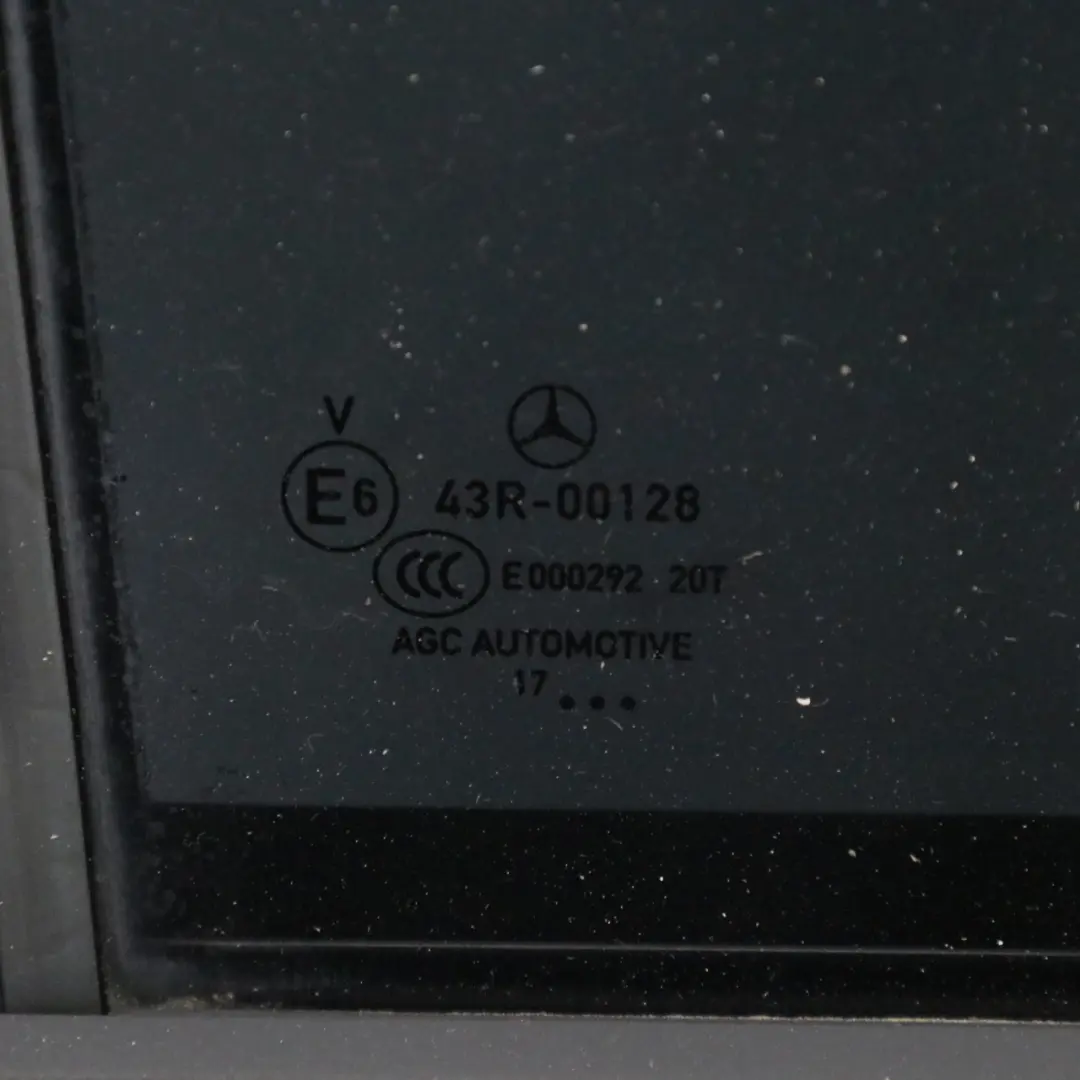 V
E6 43R-00128
CCC E000292 20T
AGC AUTOMOTIVE
17 ...